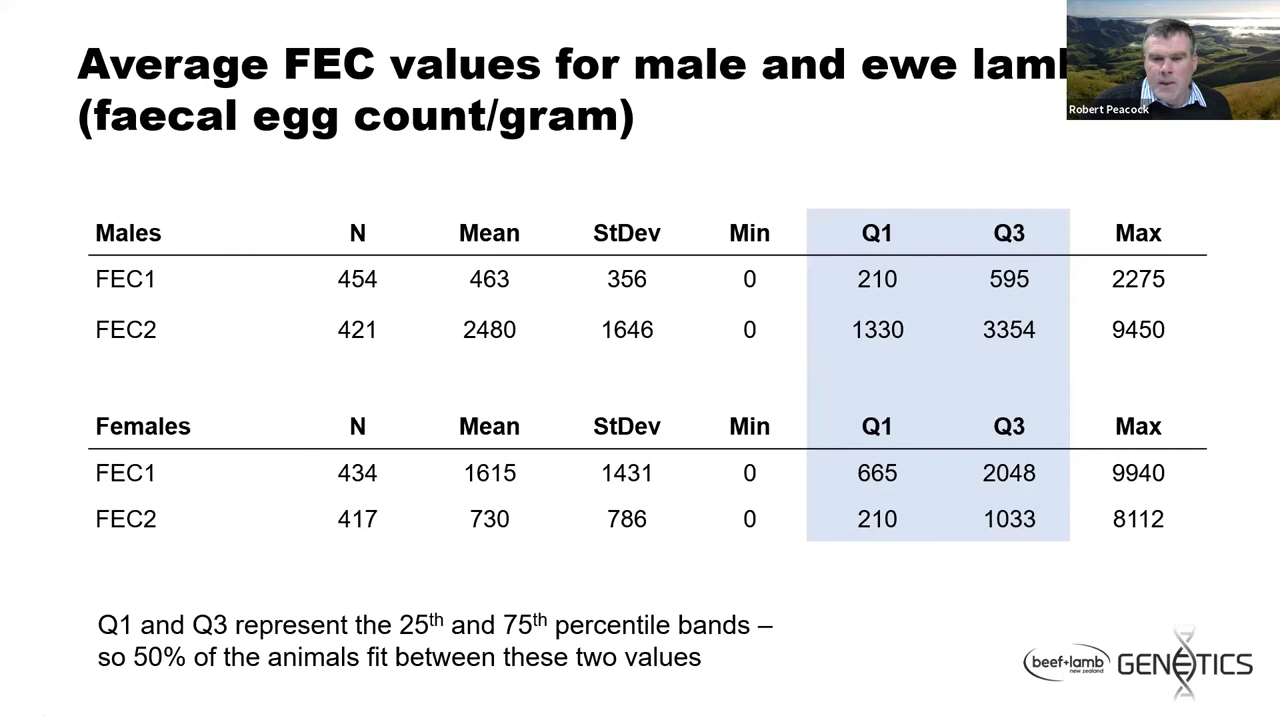 Average FEC values for male and ewe lamb
(faecal egg count/gram)
Robert Peacock
Males N Mean StDev Min Q1 Q3 Max
FEC1 454 463 356 0 210 595 2275
FEC2 421 2480 1646 0 1330 3354 9450
Females N Mean StDev Min Q1 Q3 Max
FEC1 434 1615 1431 0 665 2048 9940
FEC2 417 730 786 0 210 1033 8112
Q1 and Q3 represent the 25th and 75th percentile bands –
so 50% of the animals fit between these two values
beef+lamb
new zealand
GENETICS